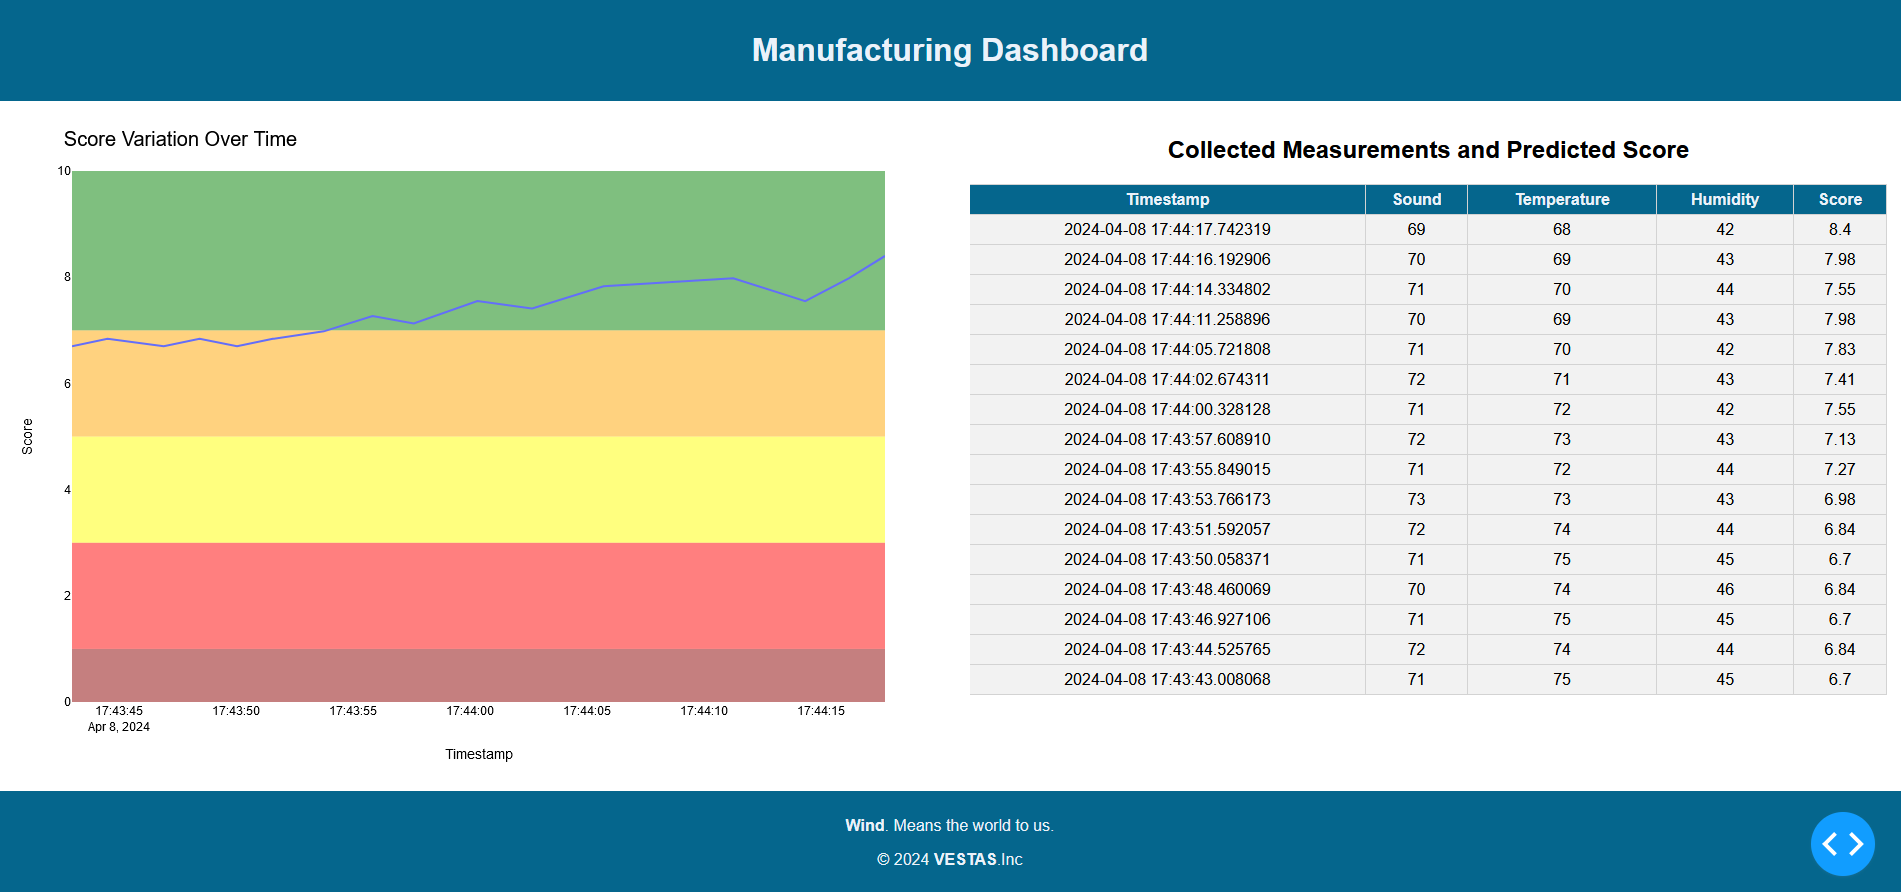 Manufacturing Dashboard
Score Variation Over Time
10
8
6
4
2
0
Score
17:43:45 17:43:50 17:43:55 17:44:00 17:44:05 17:44:10 17:44:15
Apr 8, 2024
Timestamp
Collected Measurements and Predicted Score
Timestamp Sound Temperature Humidity Score
2024-04-08 17:44:17.742319 69 68 42 8.4
2024-04-08 17:44:16.192906 70 69 43 7.98
2024-04-08 17:44:14.334802 71 70 44 7.55
2024-04-08 17:44:11.258896 70 69 43 7.98
2024-04-08 17:44:05.721808 71 70 42 7.83
2024-04-08 17:44:02.674311 72 71 43 7.41
2024-04-08 17:44:00.328128 71 72 42 7.55
2024-04-08 17:43:57.608910 72 73 43 7.13
2024-04-08 17:43:55.849015 71 72 44 7.27
2024-04-08 17:43:53.766173 73 73 43 6.98
2024-04-08 17:43:51.592057 72 74 44 6.84
2024-04-08 17:43:50.058371 71 75 45 6.7
2024-04-08 17:43:48.460069 70 74 46 6.84
2024-04-08 17:43:46.927106 71 75 45 6.7
2024-04-08 17:43:44.525765 72 74 44 6.84
2024-04-08 17:43:43.008068 71 75 45 6.7
Wind. Means the world to us.
© 2024 VESTAS.Inc